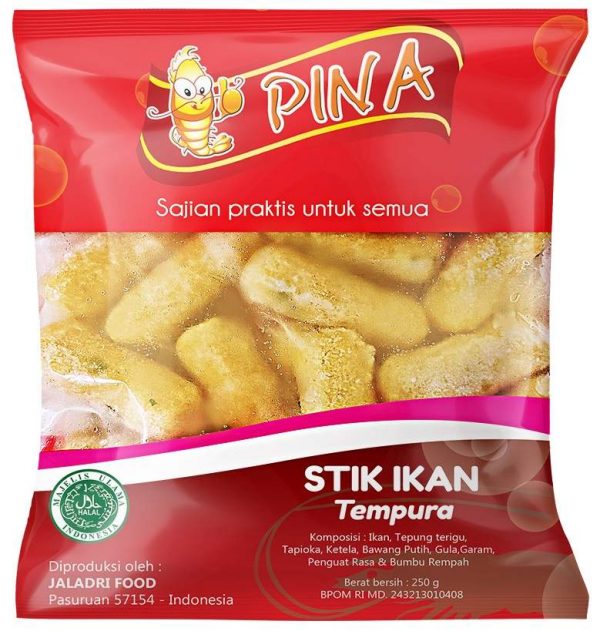 PINA
Sajian praktis untuk semua
MAJELIS ULAMA
حلال
HALAL
INDONESIA
STIK IKAN
Tempura
Komposisi : Ikan, Tepung terigu,
Tapioka, Ketela, Bawang Putih, Gula,Garam,
Penguat Rasa & Bumbu Rempah
Berat bersih : 250 g
BPOM RI MD. 243213010408
Diproduksi oleh :
JALADRI FOOD
Pasuruan 57154 - Indonesia